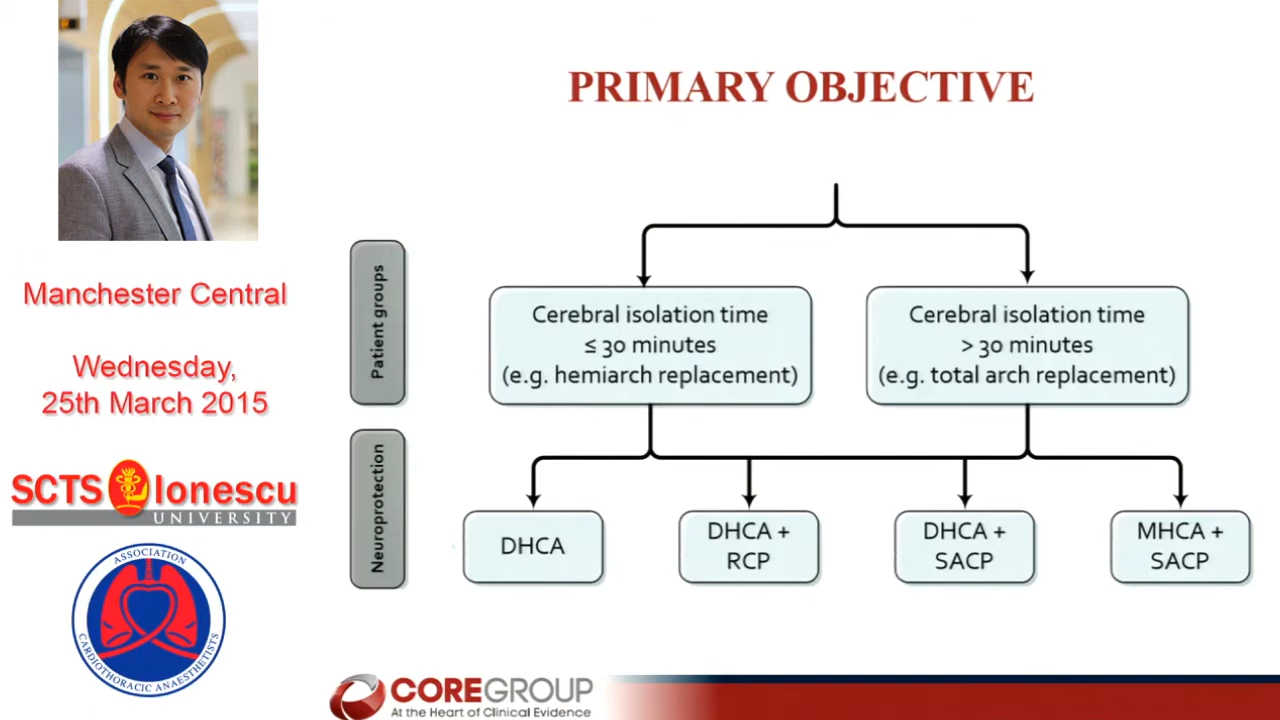 PRIMARY OBJECTIVE
Manchester Central
Wednesday,
25th March 2015
SCTS Ionescu
UNIVERSITY
ASSOCIATION
CARDIOTHORACIC ANAESTHETISTS
Patient groups
Cerebral isolation time
≤ 30 minutes
(e.g. hemiarch replacement)
Cerebral isolation time
> 30 minutes
(e.g. total arch replacement)
Neuroprotection
DHCA
DHCA +
RCP
DHCA +
SACP
MHCA +
SACP
COREGROUP
At the Heart of Clinical Evidence